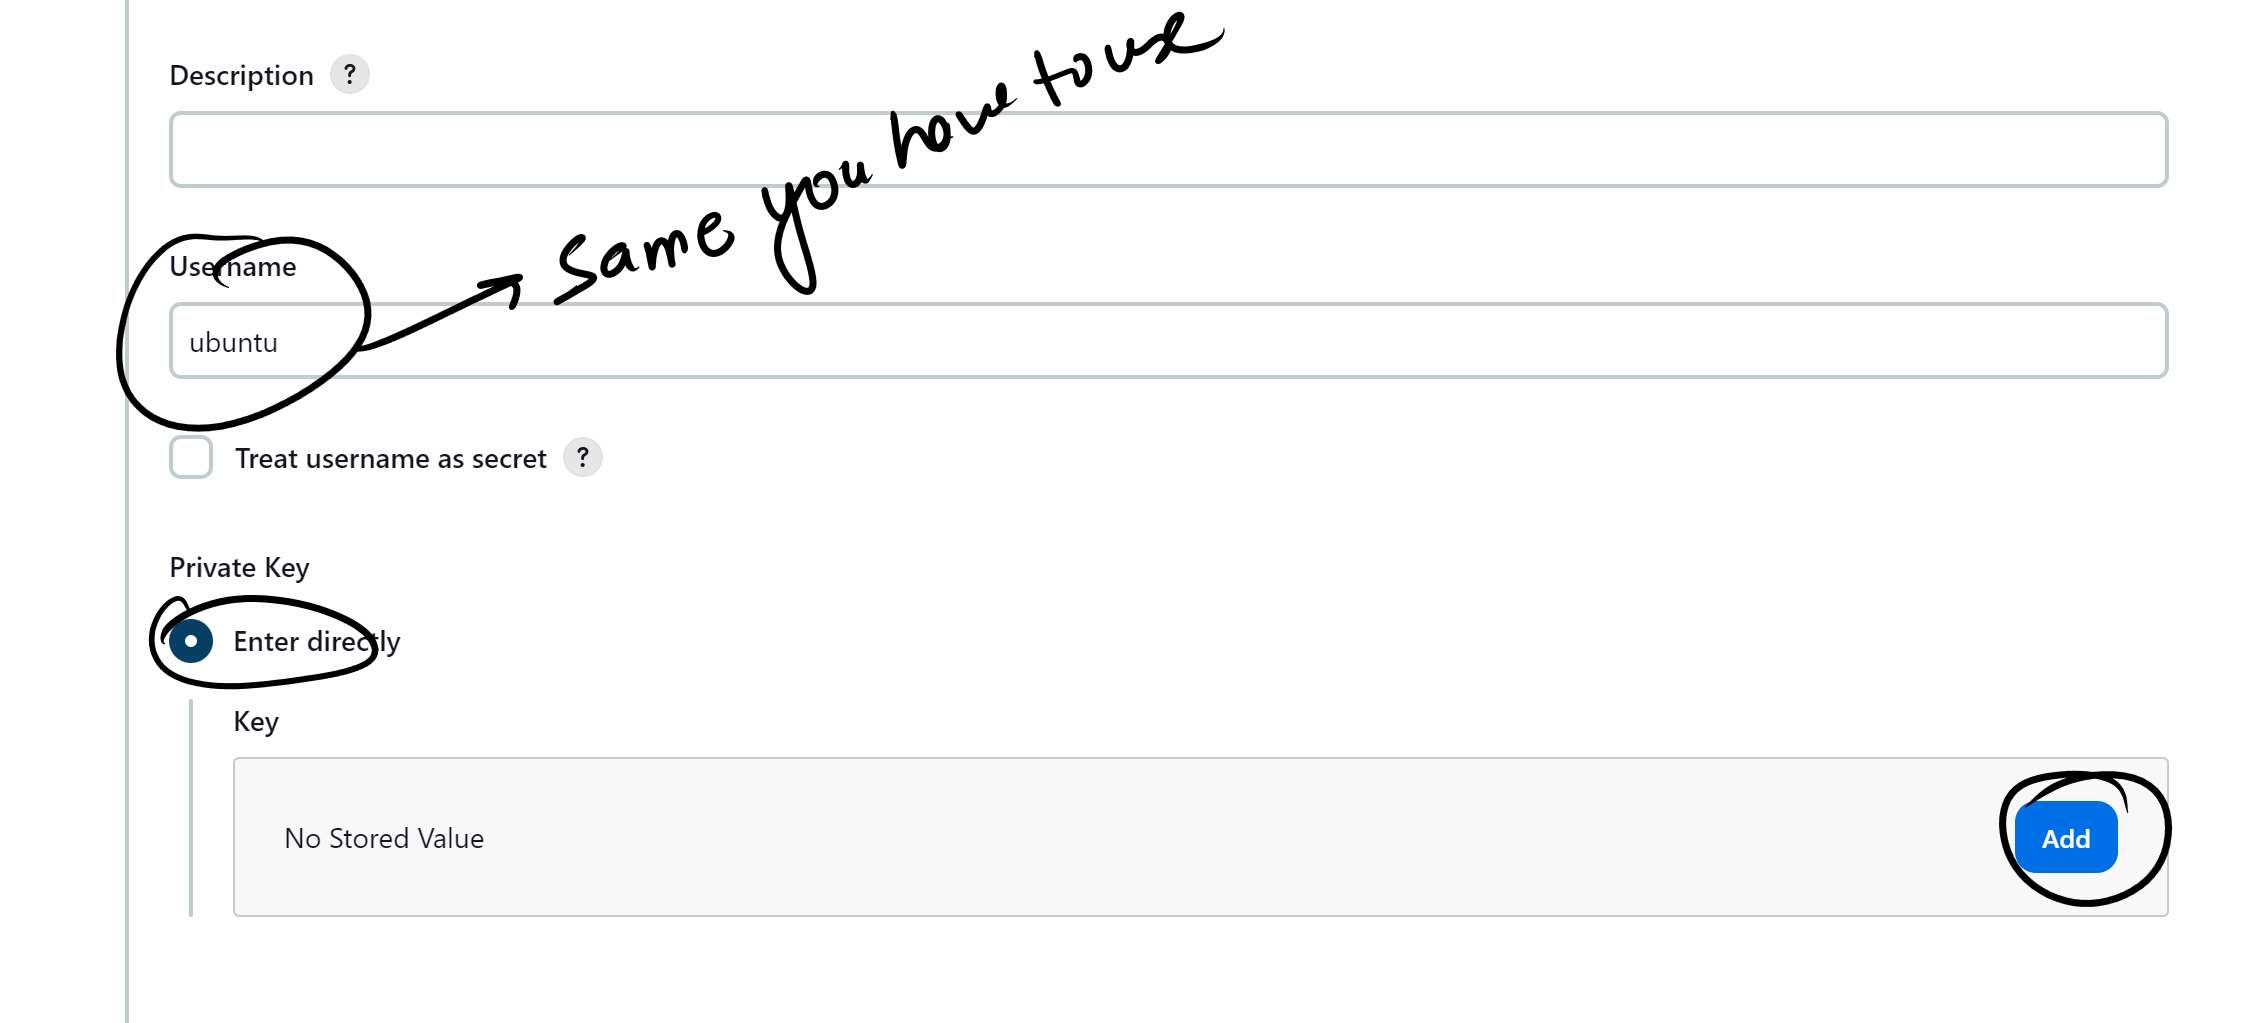 Description ?
Same you have to use
Username
ubuntu
Treat username as secret ?
Private Key
Enter directly
Key
No Stored Value
Add